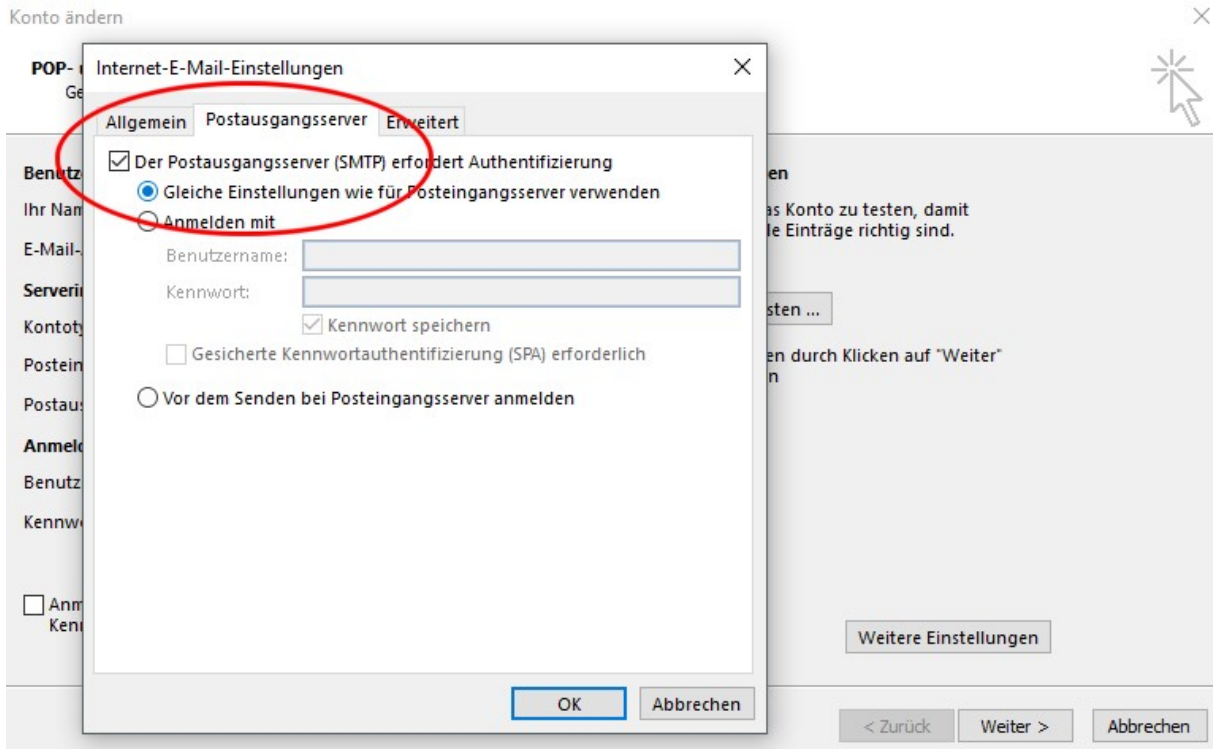 Konto ändern
POP-
Ge
Internet-E-Mail-Einstellungen
Allgemein Postausgangsserver Erweitert
Der Postausgangsserver (SMTP) erfordert Authentifizierung
Gleiche Einstellungen wie für Posteingangsserver verwenden
Anmelden mit
Benutzername:
Kennwort:
Kennwort speichern
Gesicherte Kennwortauthentifizierung (SPA) erforderlich
Vor dem Senden bei Posteingangsserver anmelden
OK Abbrechen
Benutz
Ihr Nam
E-Mail-
Serveri
Kontoty
Postein
Postau
Anmeld
Benutz
Kennw
Anm
Ken
en
as Konto zu testen, damit
le Einträge richtig sind.
sten ...
en durch Klicken auf "Weiter"
n
Weitere Einstellungen
< Zurück Weiter > Abbrechen